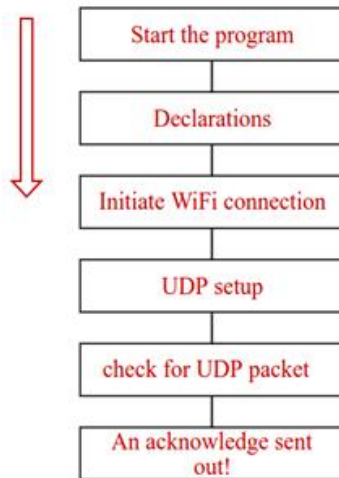 Start the program
Declarations
Initiate WiFi connection
UDP setup
check for UDP packet
An acknowledge sent
out!